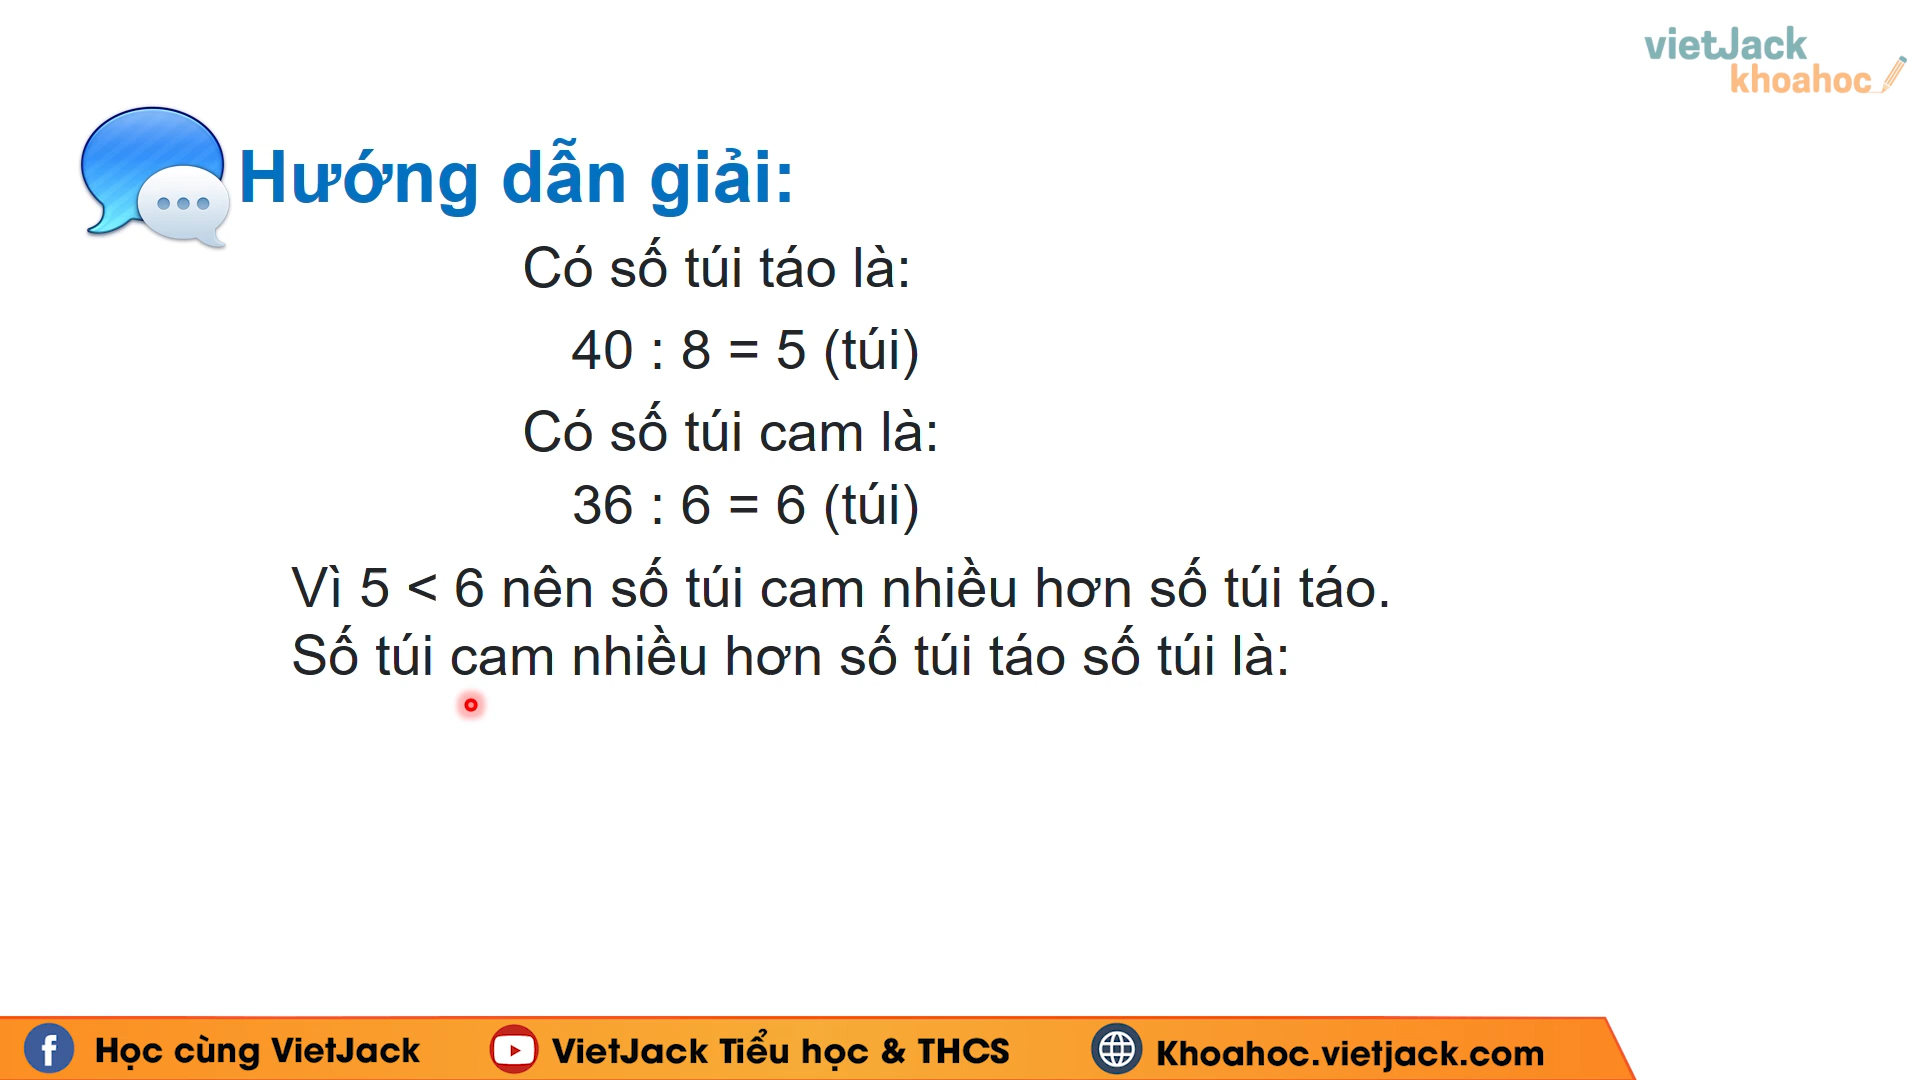 vietJack
khoahoc
Hướng dẫn giải:
Có số túi táo là:
40 : 8 = 5 (túi)
Có số túi cam là:
36 : 6 = 6 (túi)
Vì 5 < 6 nên số túi cam nhiều hơn số túi táo.
Số túi cam nhiều hơn số túi táo số túi là:
Học cùng VietJack
VietJack Tiểu học & THCS
Khoahoc.vietjack.com